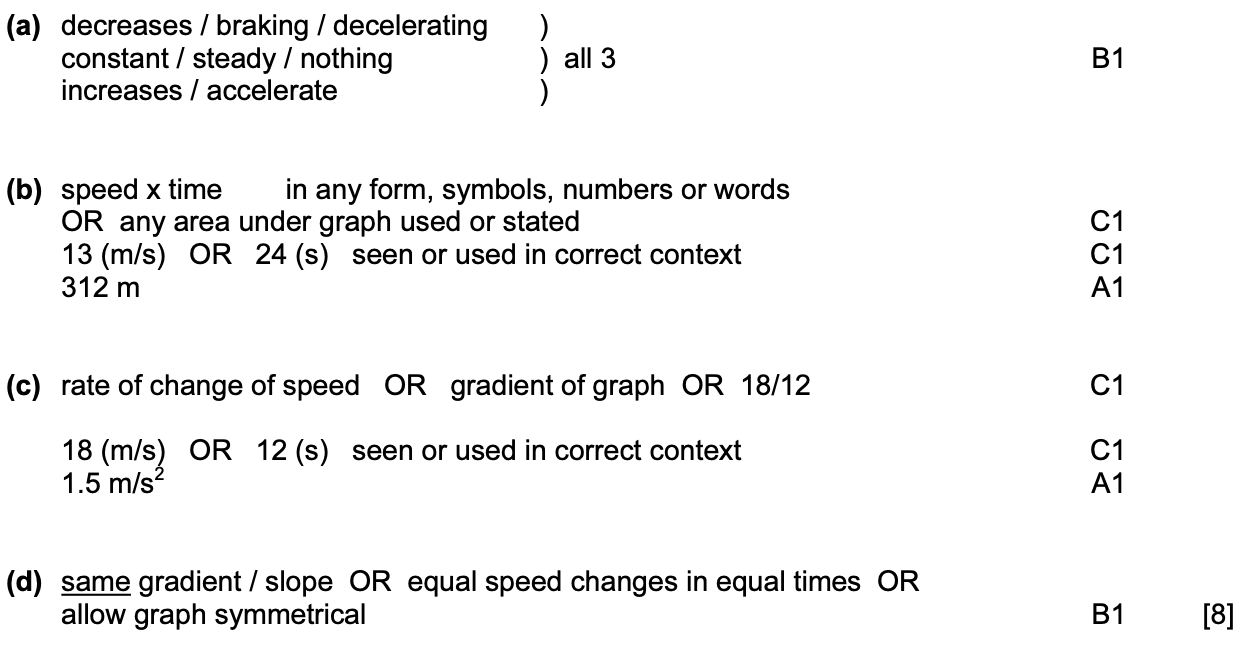 (a) decreases / braking / decelerating )
constant / steady / nothing ) all 3 B1
increases / accelerate )
(b) speed x time in any form, symbols, numbers or words
OR any area under graph used or stated C1
13 (m/s) OR 24 (s) seen or used in correct context C1
312 m A1
(c) rate of change of speed OR gradient of graph OR 18/12 C1
18 (m/s) OR 12 (s) seen or used in correct context C1
1.5 m/s² A1
(d) same gradient / slope OR equal speed changes in equal times OR
allow graph symmetrical B1 [8]